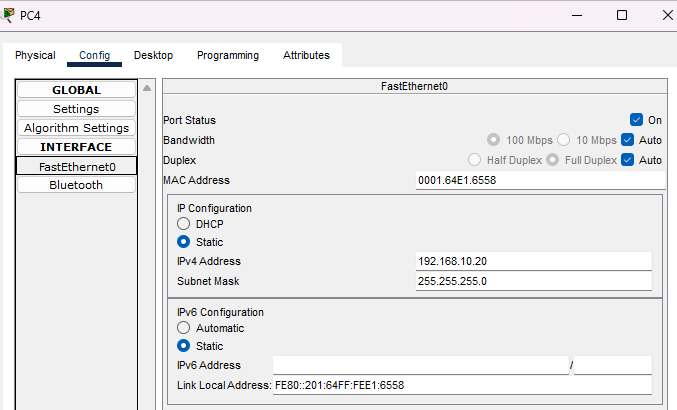 PC4
Physical Config Desktop Programming Attributes
GLOBAL
Settings
Algorithm Settings
INTERFACE
FastEthernet0
Bluetooth
FastEthernet0
Port Status On
Bandwidth 100 Mbps 10 Mbps Auto
Duplex Half Duplex Full Duplex Auto
MAC Address 0001.64E1.6558
IP Configuration
DHCP
Static
IPv4 Address 192.168.10.20
Subnet Mask 255.255.255.0
IPv6 Configuration
Automatic
Static
IPv6 Address /
Link Local Address: FE80::201:64FF:FEE1:6558